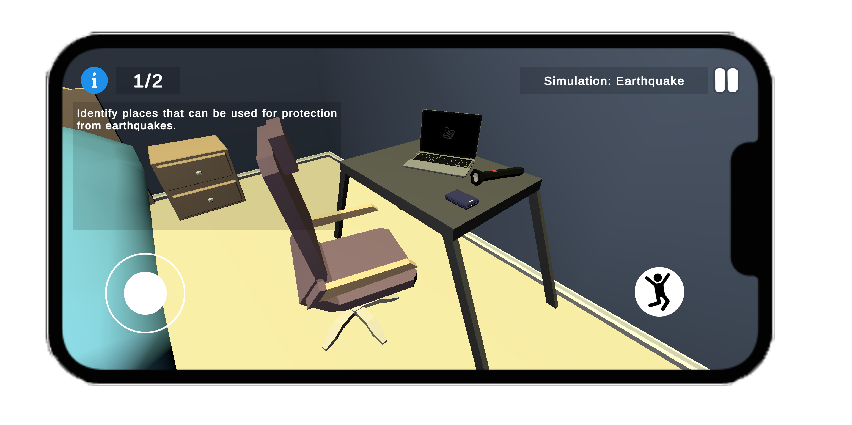 i
1/2
Simulation: Earthquake
Identify places that can be used for protection
from earthquakes.